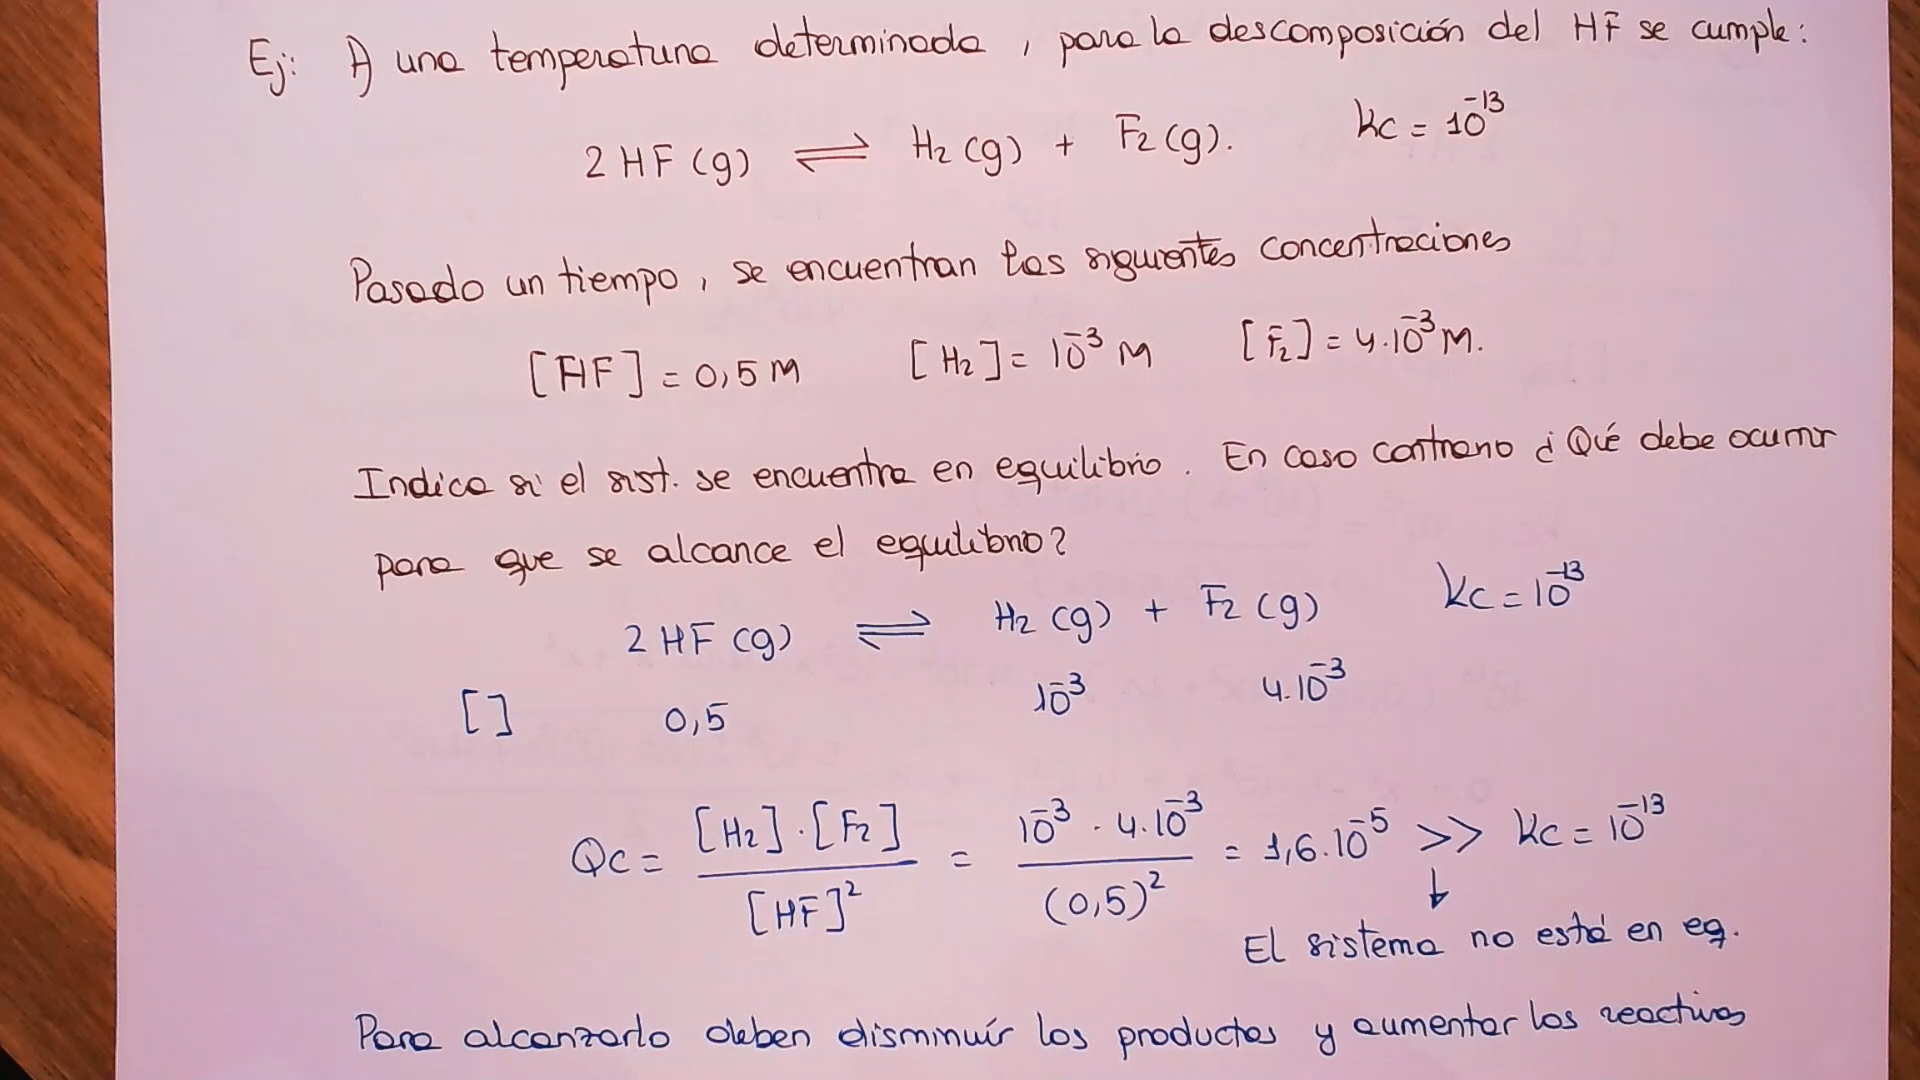 Ej: A una temperatura determinada, para la descomposición del HF se cumple:
2 HF (g) ⇌ H₂ (g) + F₂ (g). Kc = 10⁻¹³
Pasado un tiempo, se encuentran las siguientes concentraciones
[HF] = 0,5 M [H₂] = 10⁻³ M [F₂] = 4·10⁻³ M.
Indica si el sist. se encuentra en equilibrio. En caso contrario ¿Qué debe ocurrir
para que se alcance el equilibrio?
2 HF (g) ⇌ H₂ (g) + F₂ (g) Kc = 10⁻¹³
[ ] 0,5 10⁻³ 4·10⁻³
Qc = [H₂]·[F₂] / [HF]² = 10⁻³ · 4·10⁻³ / (0,5)² = 1,6·10⁻⁵ >> Kc = 10⁻¹³
↓
El sistema no está en eq.
Para alcanzarlo deben disminuír los productos y aumentar los reactivos